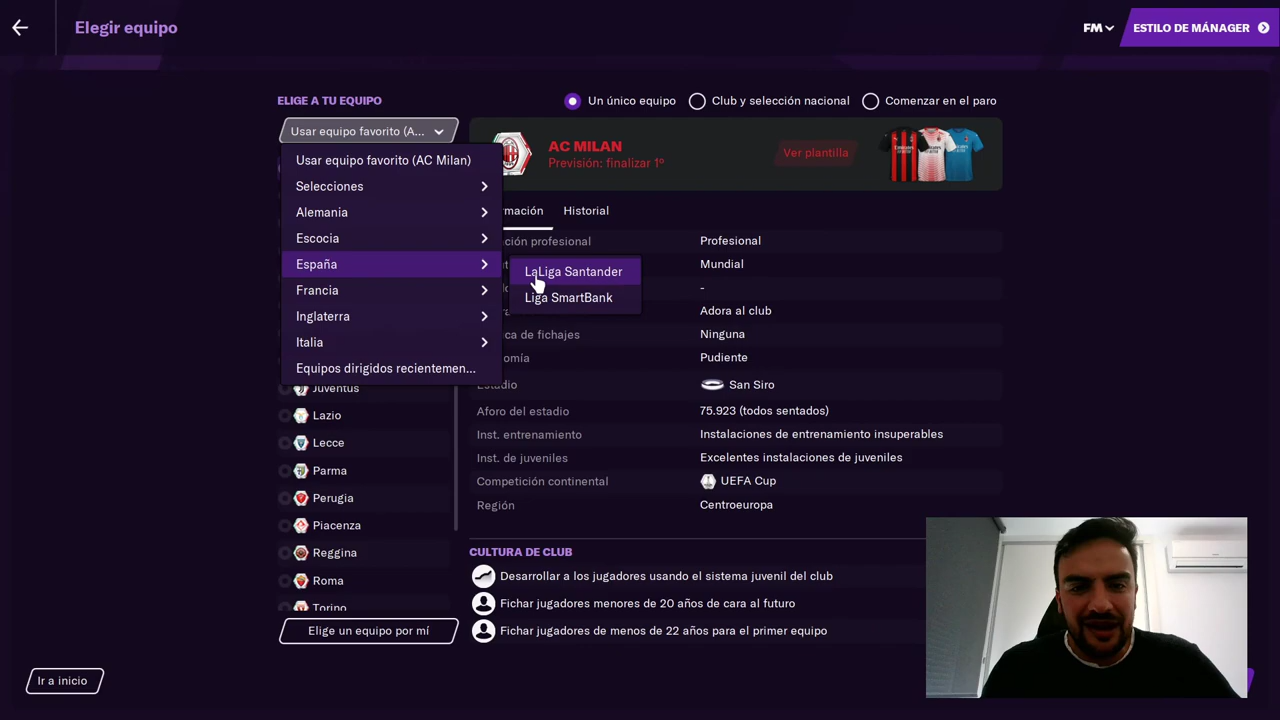 Elegir equipo
FM
ESTILO DE MÁNAGER
ELIGE A TU EQUIPO
Un único equipo
Club y selección nacional
Comenzar en el paro
Usar equipo favorito (A...
Usar equipo favorito (AC Milan)
Selecciones
Alemania
Escocia
España
Francia
Inglaterra
Italia
Equipos dirigidos recientemen...
LaLiga Santander
Liga SmartBank
AC MILAN
Previsión: finalizar 1º
Ver plantilla
Historial
Profesional
Mundial
-
Adora al club
Ninguna
Pudiente
Estadio
San Siro
Aforo del estadio
75.923 (todos sentados)
Inst. entrenamiento
Instalaciones de entrenamiento insuperables
Inst. de juveniles
Excelentes instalaciones de juveniles
Competición continental
UEFA Cup
Región
Centroeuropa
Juventus
Lazio
Lecce
Parma
Perugia
Piacenza
Reggina
Roma
Torino
Elige un equipo por mí
CULTURA DE CLUB
Desarrollar a los jugadores usando el sistema juvenil del club
Fichar jugadores menores de 20 años de cara al futuro
Fichar jugadores de menos de 22 años para el primer equipo
Ir a inicio